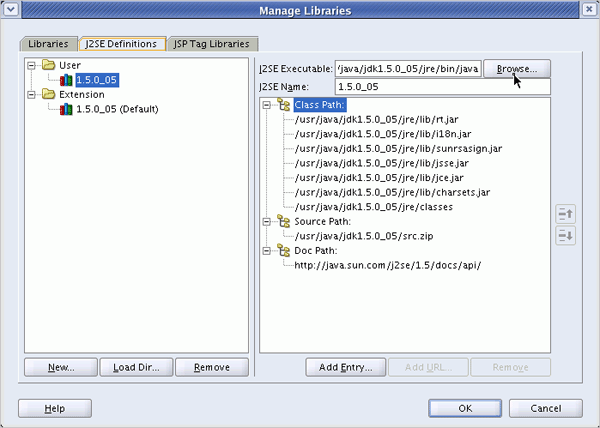 Manage Libraries
Libraries
J2SE Definitions
JSP Tag Libraries
User
1.5.0_05
Extension
1.5.0_05 (Default)
New...
Load Dir...
Remove
J2SE Executable:
/java/jdk1.5.0_05/jre/bin/java
Browse...
J2SE Name:
1.5.0_05
Class Path:
/usr/java/jdk1.5.0_05/jre/lib/rt.jar
/usr/java/jdk1.5.0_05/jre/lib/i18n.jar
/usr/java/jdk1.5.0_05/jre/lib/sunrsasign.jar
/usr/java/jdk1.5.0_05/jre/lib/jsse.jar
/usr/java/jdk1.5.0_05/jre/lib/jce.jar
/usr/java/jdk1.5.0_05/jre/lib/charsets.jar
/usr/java/jdk1.5.0_05/jre/classes
Source Path:
/usr/java/jdk1.5.0_05/src.zip
Doc Path:
http://java.sun.com/j2se/1.5/docs/api/
Add Entry...
Add URL...
Remove
Help
OK
Cancel